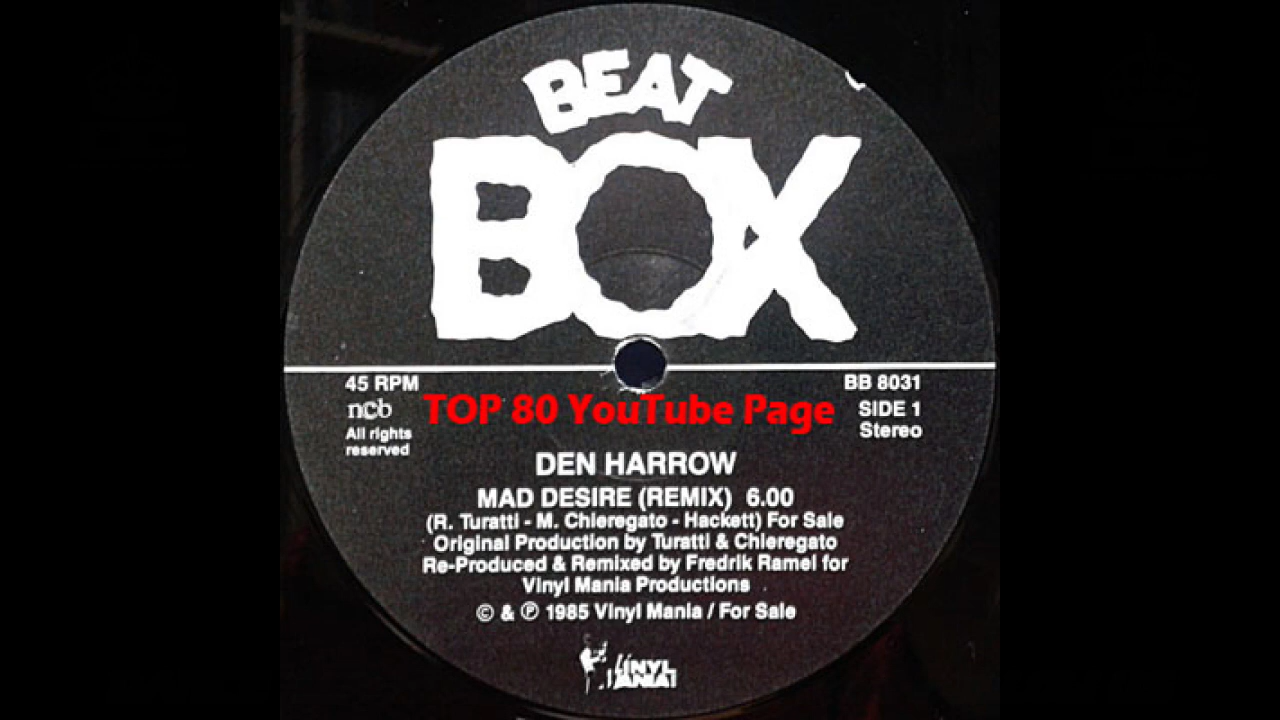 BEAT
BOX
45 RPM
BB 8031
ncb
TOP 80 YouTube Page
SIDE 1
All rights
reserved
Stereo
DEN HARROW
MAD DESIRE (REMIX) 6.00
(R. Turatti - M. Chieregato - Hackett) For Sale
Original Production by Turatti & Chieregato
Re-Produced & Remixed by Fredrik Ramel for
Vinyl Mania Productions
© & ℗ 1985 Vinyl Mania / For Sale
VINYL
MANIA!